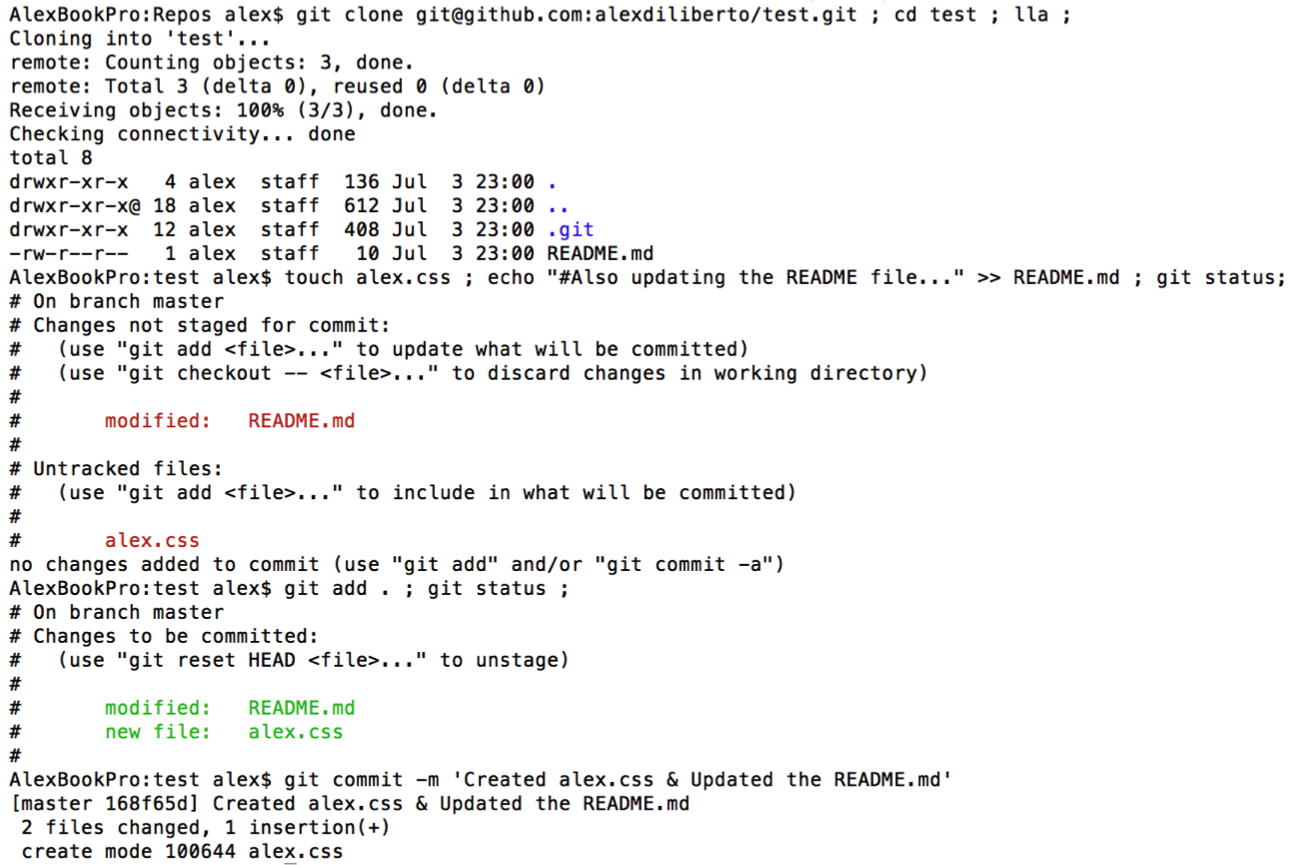 AlexBookPro:Repos alex$ git clone git@github.com:alexdiliberto/test.git ; cd test ; lla ;
Cloning into 'test'...
remote: Counting objects: 3, done.
remote: Total 3 (delta 0), reused 0 (delta 0)
Receiving objects: 100% (3/3), done.
Checking connectivity... done
total 8
drwxr-xr-x   4 alex  staff  136 Jul  3 23:00 .
drwxr-xr-x@ 18 alex  staff  612 Jul  3 23:00 ..
drwxr-xr-x  12 alex  staff  408 Jul  3 23:00 .git
-rw-r--r--   1 alex  staff   10 Jul  3 23:00 README.md
AlexBookPro:test alex$ touch alex.css ; echo "#Also updating the README file..." >> README.md ; git status;
# On branch master
# Changes not staged for commit:
#   (use "git add <file>..." to update what will be committed)
#   (use "git checkout -- <file>..." to discard changes in working directory)
#
#       modified:   README.md
#
# Untracked files:
#   (use "git add <file>..." to include in what will be committed)
#
#       alex.css
no changes added to commit (use "git add" and/or "git commit -a")
AlexBookPro:test alex$ git add . ; git status ;
# On branch master
# Changes to be committed:
#   (use "git reset HEAD <file>..." to unstage)
#
#       modified:   README.md
#       new file:   alex.css
#
AlexBookPro:test alex$ git commit -m 'Created alex.css & Updated the README.md'
[master 168f65d] Created alex.css & Updated the README.md
 2 files changed, 1 insertion(+)
 create mode 100644 alex.css